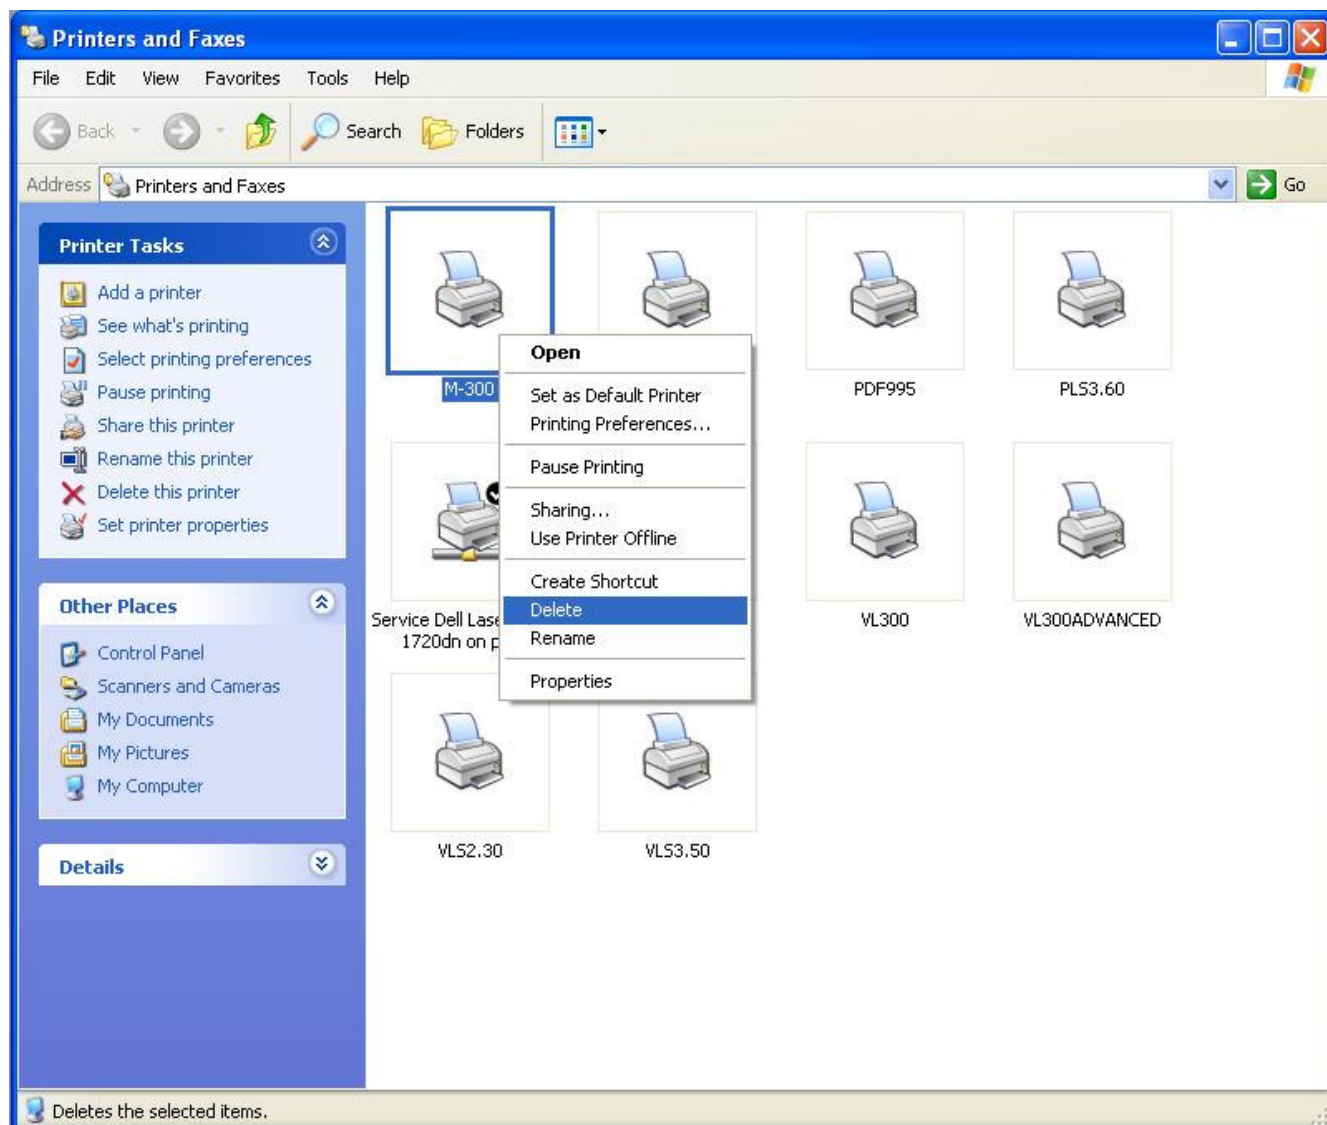 Printers and Faxes
File Edit View Favorites Tools Help
Back Search Folders
Address Printers and Faxes Go
Printer Tasks
Add a printer
See what's printing
Select printing preferences
Pause printing
Share this printer
Rename this printer
Delete this printer
Set printer properties
Other Places
Control Panel
Scanners and Cameras
My Documents
My Pictures
My Computer
Details
M-300
PDF995
PLS3.60
Service Dell
1720dn on
VL300
VL300ADVANCED
VLS2.30
VLS3.50
Open
Set as Default Printer
Printing Preferences...
Pause Printing
Sharing...
Use Printer Offline
Create Shortcut
Delete
Rename
Properties
Deletes the selected items.